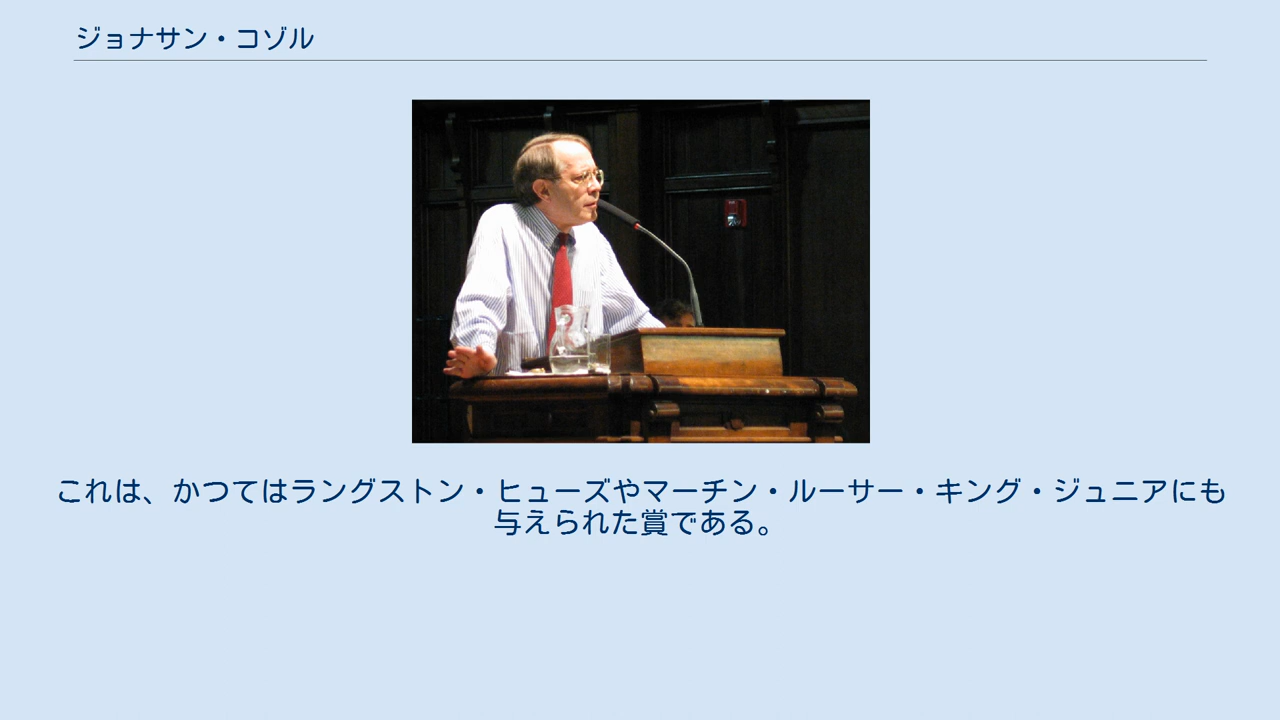 ジョナサン・コゾル
これは、かつてはラングストン・ヒューズやマーチン・ルーサー・キング・ジュニアにも
与えられた賞である。